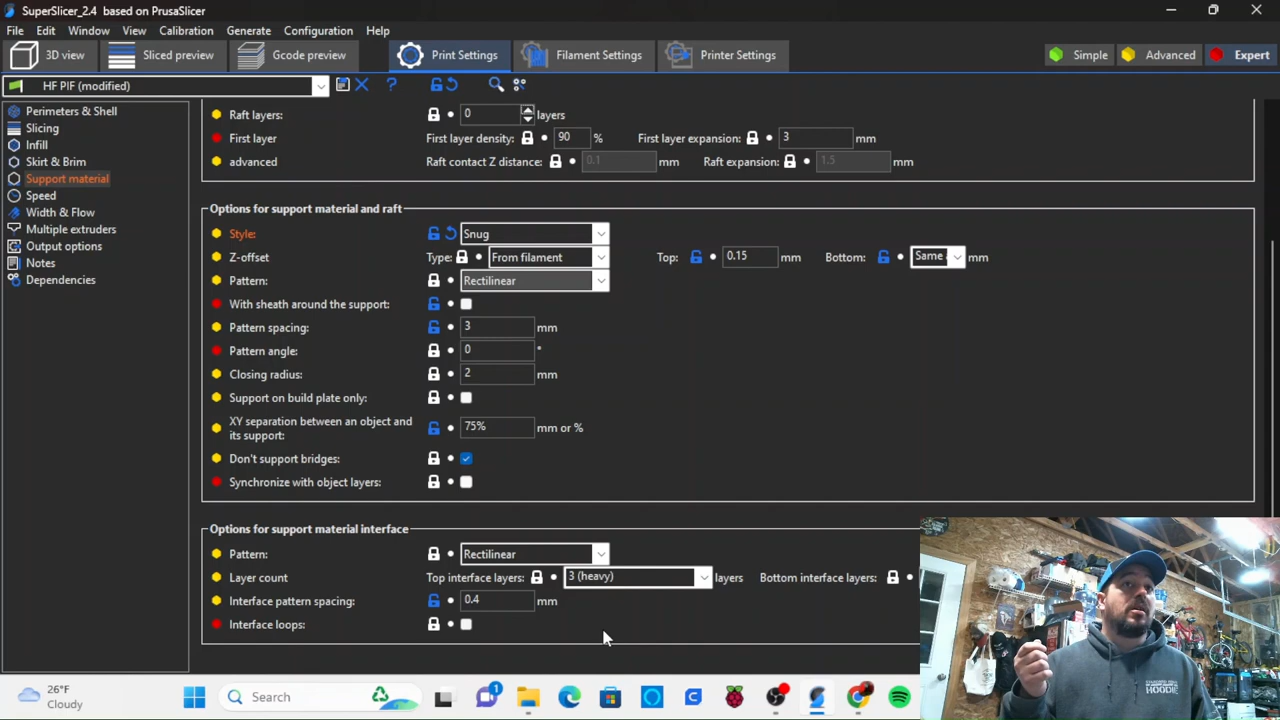 SuperSlicer_2.4 based on PrusaSlicer
File Edit Window View Calibration Generate Configuration Help
3D view Sliced preview Gcode preview Print Settings Filament Settings Printer Settings Simple Advanced Expert
HF PIF (modified)
?
Perimeters & Shell
Slicing
Infill
Skirt & Brim
Support material
Speed
Width & Flow
Multiple extruders
Output options
Notes
Dependencies
Raft layers: 0 layers
First layer First layer density: 90 % First layer expansion: 3 mm
advanced Raft contact Z distance: 0.1 mm Raft expansion: 1.5 mm
Options for support material and raft
Style: Snug
Z-offset Type: From filament Top: 0.15 mm Bottom: Same mm
Pattern: Rectilinear
With sheath around the support:
Pattern spacing: 3 mm
Pattern angle: 0 °
Closing radius: 2 mm
Support on build plate only:
XY separation between an object and
its support: 75% mm or %
Don't support bridges:
Synchronize with object layers:
Options for support material interface
Pattern: Rectilinear
Layer count Top interface layers: 3 (heavy) layers Bottom interface layers:
Interface pattern spacing: 0.4 mm
Interface loops:
26°F
Cloudy
Search
1
HOODIE